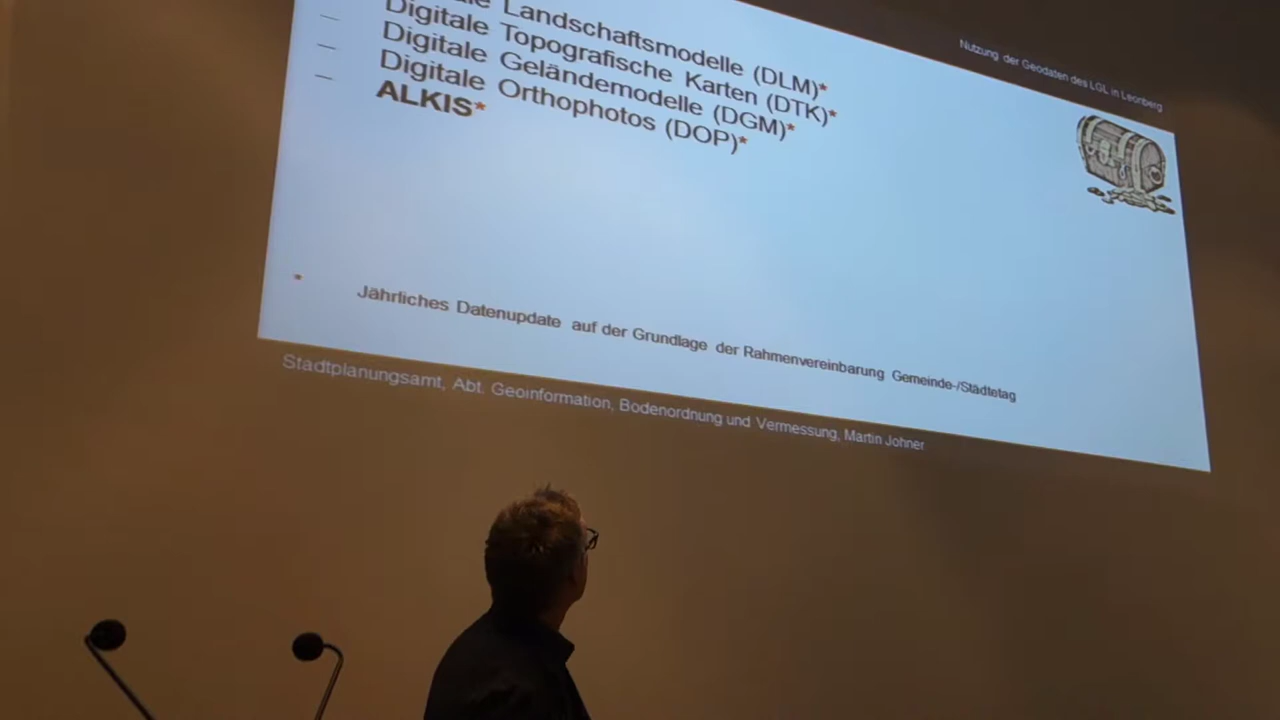 Nutzung der Geodaten des LGL in Leonberg
Landschaftsmodelle (DLM)*
Digitale Topografische Karten (DTK)*
Digitale Geländemodelle (DGM)*
Digitale Orthophotos (DOP)*
ALKIS*
* Jährliches Datenupdate auf der Grundlage der Rahmenvereinbarung Gemeinde-/Städtetag
Stadtplanungsamt, Abt. Geoinformation, Bodenordnung und Vermessung, Martin Johner